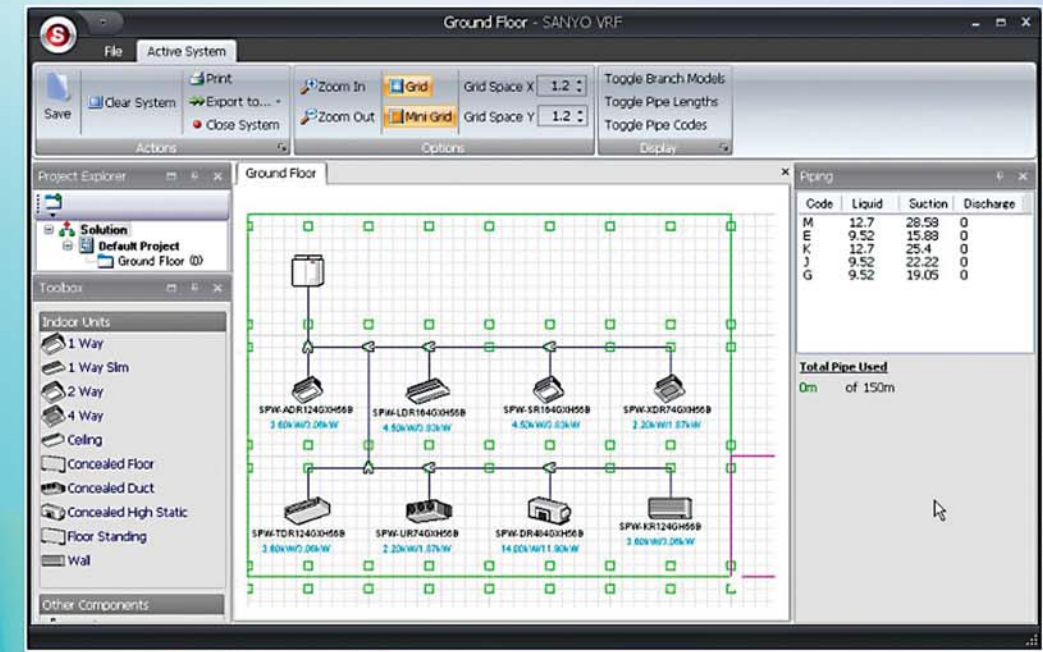 Ground Floor - SANYO VRF
S
File
Active System
Save
Clear System
Print
Export to...
Close System
Actions
Zoom In
Zoom Out
Grid
Mini Grid
Grid Space X 1.2
Grid Space Y 1.2
Options
Toggle Branch Models
Toggle Pipe Lengths
Toggle Pipe Codes
Display
Project Explorer
Solution
Default Project
Ground Floor (0)
Toolbox
Indoor Units
1 Way
1 Way Slim
2 Way
4 Way
Ceiling
Concealed Floor
Concealed Duct
Concealed High Static
Floor Standing
Wall
Other Components
Ground Floor
SPW-ADR124GXH56B
3.60kW/3.06kW
SPW-LDR164GXH56B
4.50kW/3.83kW
SPW-SR164GXH56B
4.50kW/3.83kW
SPW-XDR74GXH56B
2.20kW/1.87kW
SPW-TDR124GXH56B
3.60kW/3.06kW
SPW-UR74GXH56B
2.20kW/1.87kW
SPW-DR484GXH56B
14.00kW/11.90kW
SPW-KR124GH56B
3.60kW/3.06kW
Piping
Code Liquid Suction Discharge
M 12.7 28.58 0
E 9.52 15.88 0
K 12.7 25.4 0
J 9.52 22.22 0
G 9.52 19.05 0
Total Pipe Used
0m of 150m